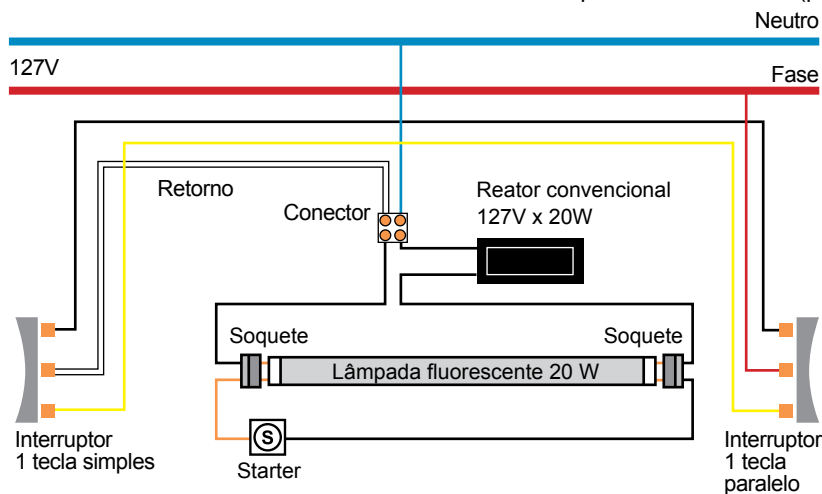 Neutro
127V
Fase
Retorno
Conector
Reator convencional
127V x 20W
Soquete
Soquete
Lâmpada fluorescente 20 W
S
Starter
Interruptor
1 tecla simples
Interruptor
1 tecla
paralelo